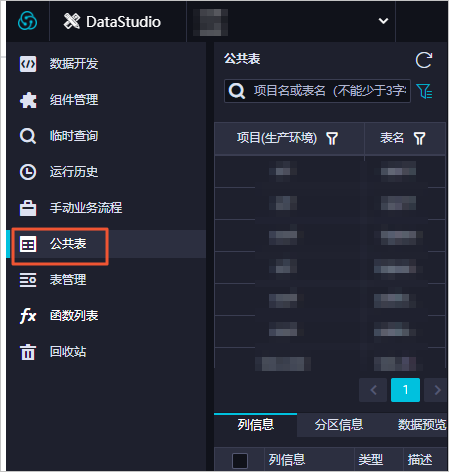 DataStudio
数据开发
组件管理
临时查询
运行历史
手动业务流程
公共表
表管理
fx 函数列表
回收站
公共表
项目名或表名（不能少于3字
项目(生产环境) 表名
1
列信息 分区信息 数据预览
列信息 类型 描述